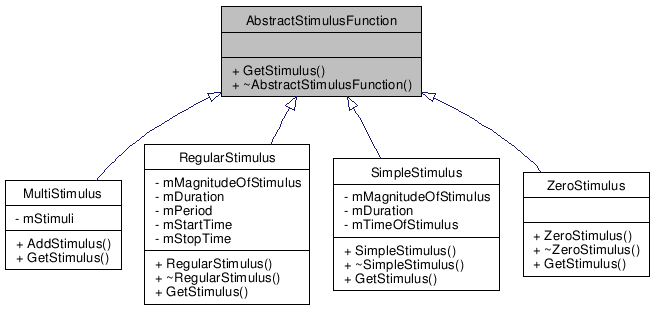 AbstractStimulusFunction
+ GetStimulus()
+ ~AbstractStimulusFunction()
MultiStimulus
- mStimuli
+ AddStimulus()
+ GetStimulus()
RegularStimulus
- mMagnitudeOfStimulus
- mDuration
- mPeriod
- mStartTime
- mStopTime
+ RegularStimulus()
+ ~RegularStimulus()
+ GetStimulus()
SimpleStimulus
- mMagnitudeOfStimulus
- mDuration
- mTimeOfStimulus
+ SimpleStimulus()
+ ~SimpleStimulus()
+ GetStimulus()
ZeroStimulus
+ ZeroStimulus()
+ ~ZeroStimulus()
+ GetStimulus()